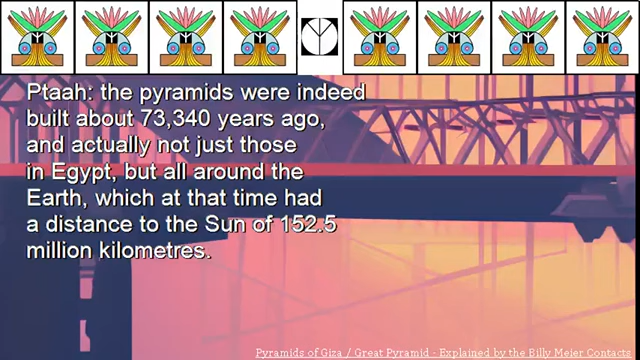 Ptaah: the pyramids were indeed
built about 73,340 years ago,
and actually not just those
in Egypt, but all around the
Earth, which at that time had
a distance to the Sun of 152.5
million kilometres.
Pyramids of Giza / Great Pyramid - Explained by the Billy Meier Contacts